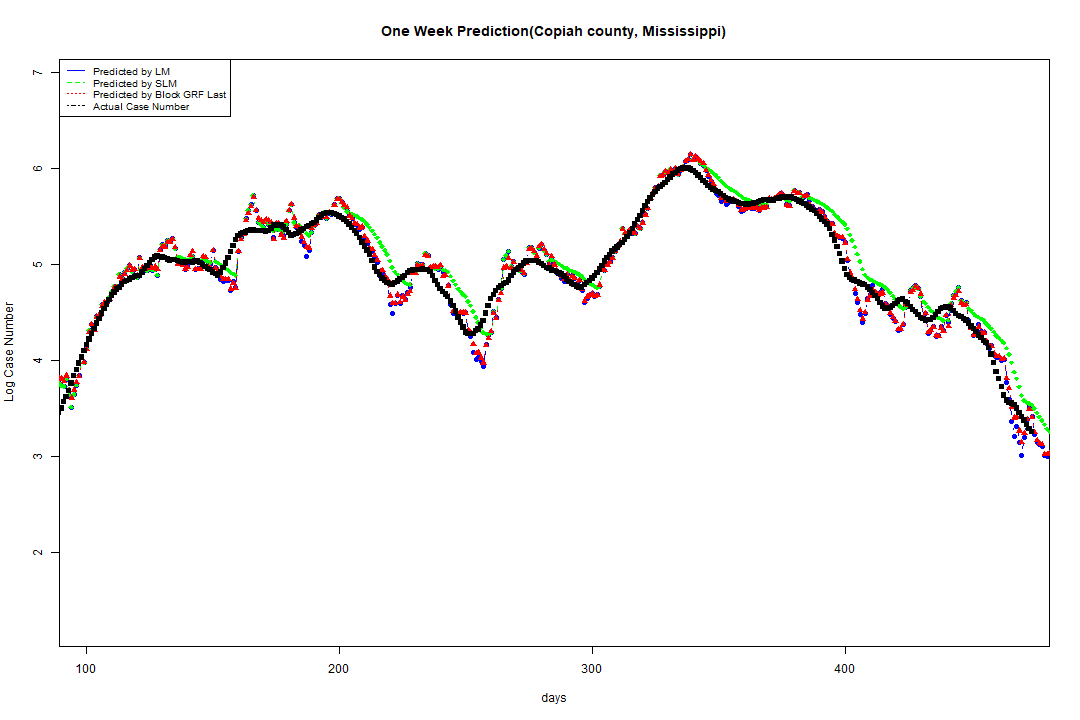 One Week Prediction(Copiah county, Mississippi)
Predicted by LM
Predicted by SLM
Predicted by Block GRF Last
Actual Case Number
7
6
5
4
3
2
Log Case Number
100 200 300 400
days